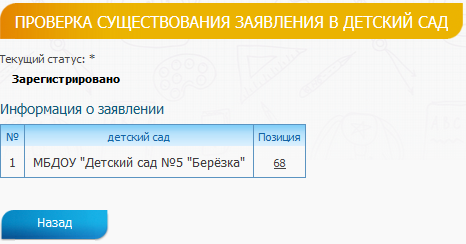 ПРОВЕРКА СУЩЕСТВОВАНИЯ ЗАЯВЛЕНИЯ В ДЕТСКИЙ САД
Текущий статус: *
Зарегистрировано
Информация о заявлении
№ детский сад Позиция
1 МБДОУ "Детский сад №5 "Берёзка" 68
Назад